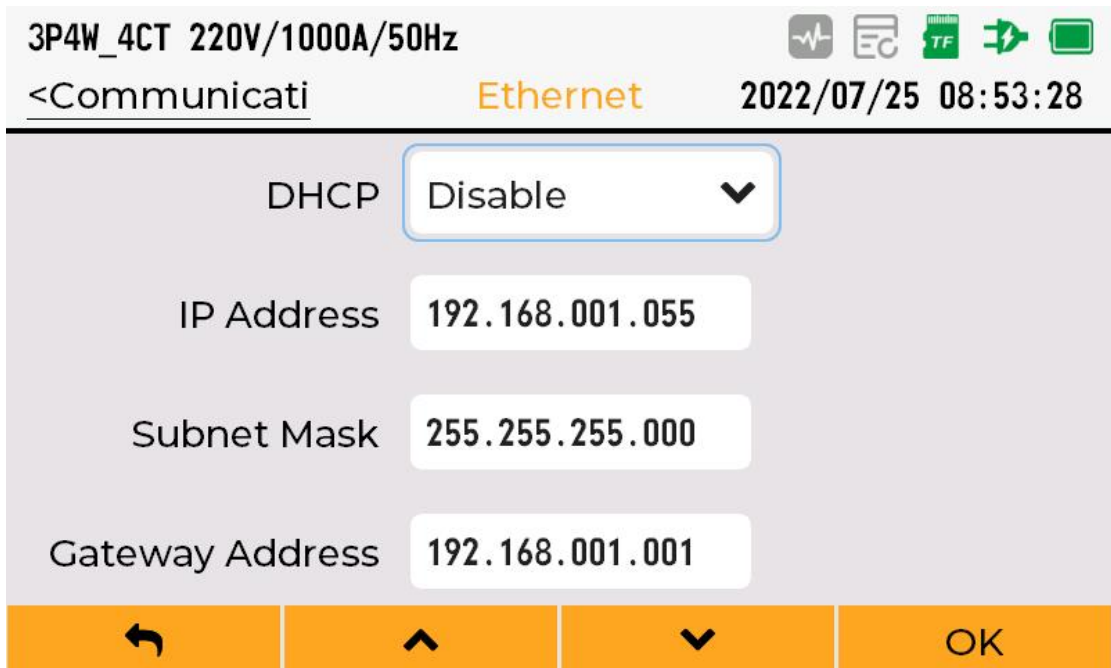 3P4W_4CT 220V/1000A/50Hz
TF
<Communicati Ethernet 2022/07/25 08:53:28
DHCP Disable
IP Address 192.168.001.055
Subnet Mask 255.255.255.000
Gateway Address 192.168.001.001
OK